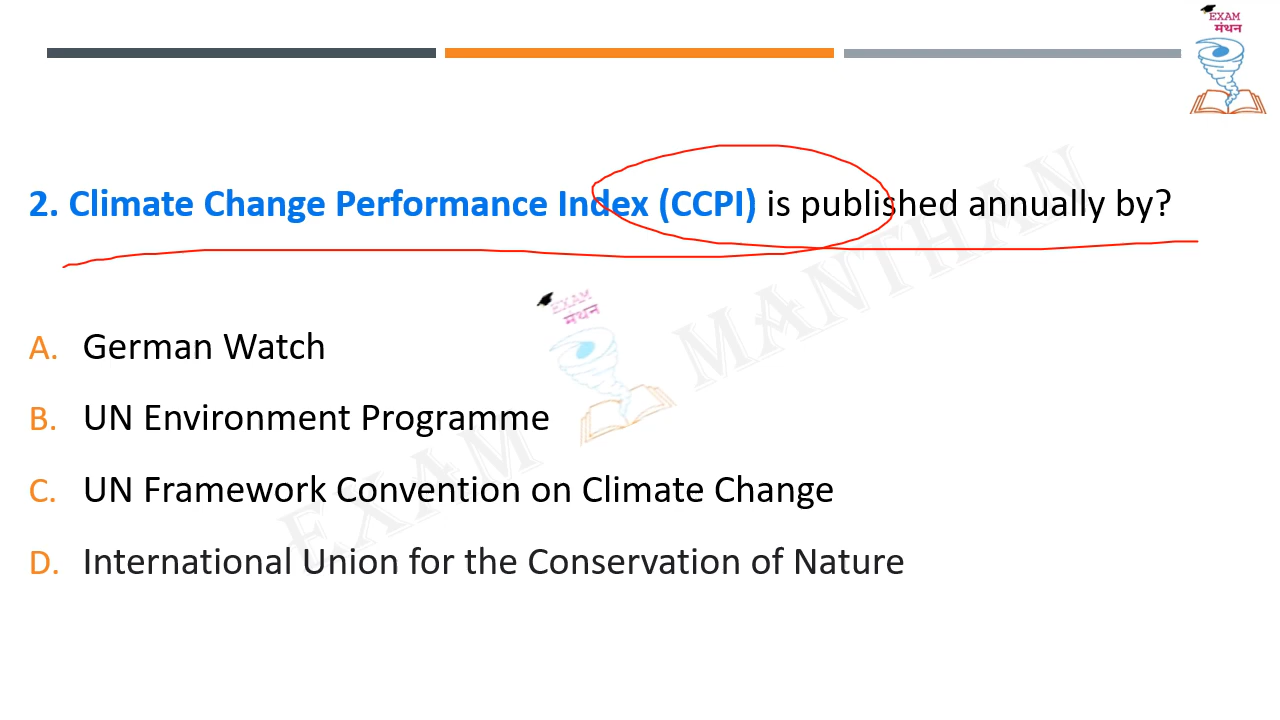 EXAM
मंथन
2. Climate Change Performance Index (CCPI) is published annually by?
EXAM
मंथन
EXAM MANTHAN
A. German Watch
B. UN Environment Programme
C. UN Framework Convention on Climate Change
D. International Union for the Conservation of Nature